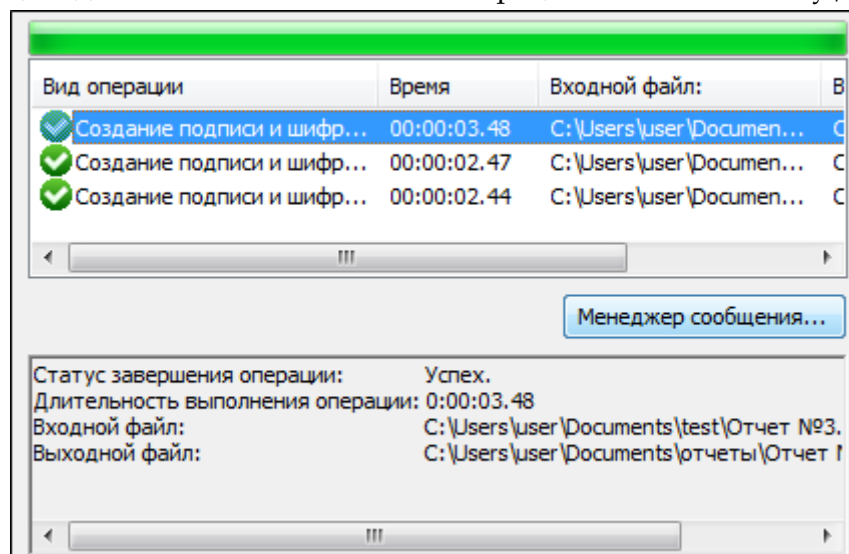 Вид операции Время Входной файл: В
Создание подписи и шифр... 00:00:03.48 C:\Users\user\Documen... C
Создание подписи и шифр... 00:00:02.47 C:\Users\user\Documen... C
Создание подписи и шифр... 00:00:02.44 C:\Users\user\Documen... C
Менеджер сообщения...
Статус завершения операции: Успех.
Длительность выполнения операции: 0:00:03.48
Входной файл: C:\Users\user\Documents\test\Отчет №3.
Выходной файл: C:\Users\user\Documents\отчеты\Отчет